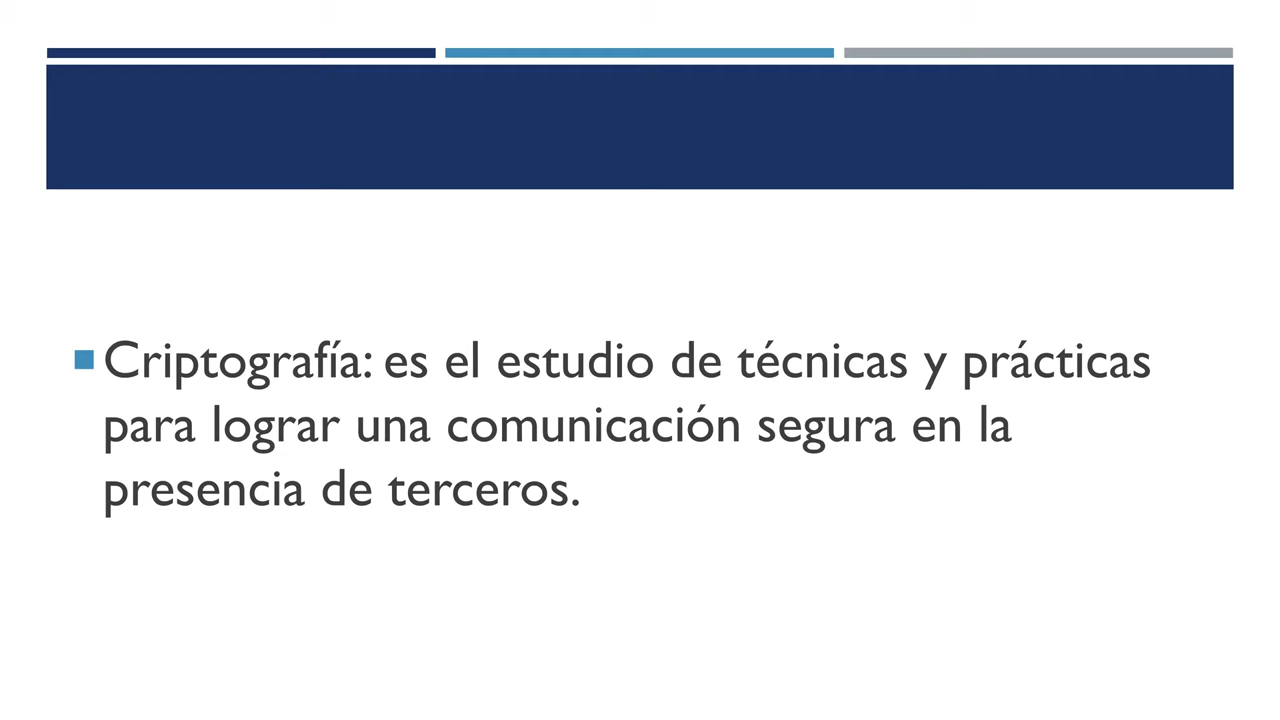 Criptografía: es el estudio de técnicas y prácticas
para lograr una comunicación segura en la
presencia de terceros.